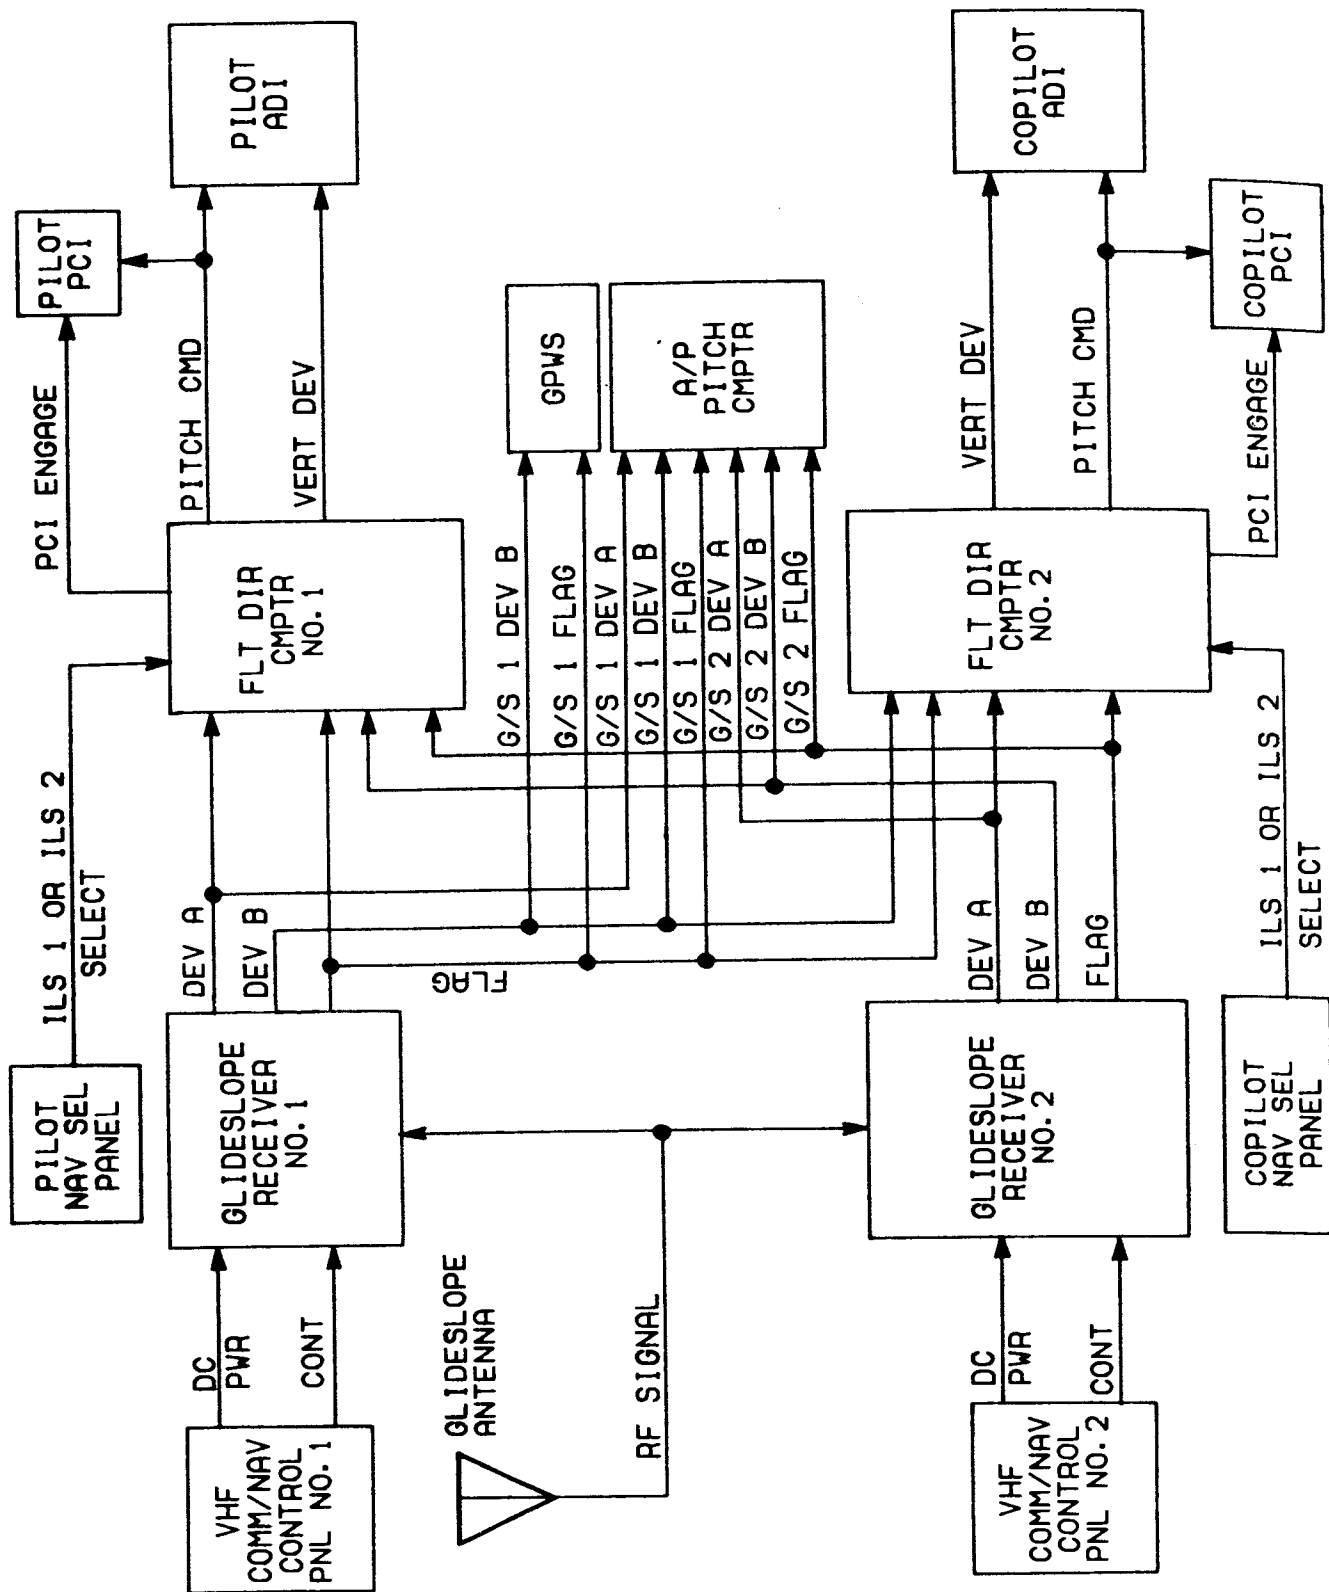 PILOT
NAV SEL
PANEL
ILS 1 OR ILS 2
SELECT
PCI ENGAGE
PILOT
PCI
VHF
COMM/NAV
CONTROL
PNL NO.1
DC
PWR
CONT
GLIDESLOPE
RECEIVER
NO.1
DEV A
DEV B
FLAG
FLT DIR
CMPTR
NO.1
PITCH CMD
VERT DEV
PILOT
ADI
GLIDESLOPE
ANTENNA
RF SIGNAL
G/S 1 DEV B
G/S 1 FLAG
G/S 1 DEV A
G/S 1 DEV B
G/S 1 FLAG
G/S 2 DEV A
G/S 2 DEV B
G/S 2 FLAG
GPWS
A/P
PITCH
CMPTR
VHF
COMM/NAV
CONTROL
PNL NO.2
DC
PWR
CONT
GLIDESLOPE
RECEIVER
NO.2
DEV A
DEV B
FLAG
FLT DIR
CMPTR
NO.2
VERT DEV
PITCH CMD
COPILOT
ADI
COPILOT
NAV SEL
PANEL
ILS 1 OR ILS 2
SELECT
PCI ENGAGE
COPILOT
PCI